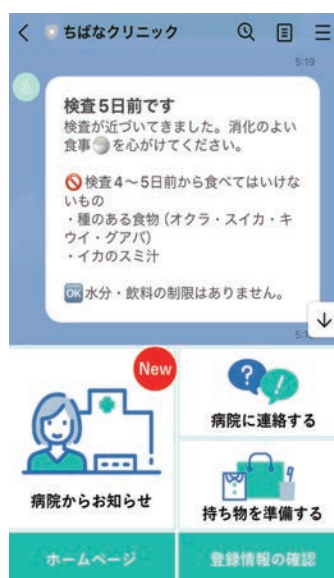 ちばなクリニック
5:19
検査5日前です
検査が近づいてきました。消化のよい
食事🍚を心がけてください。
🚫検査4～5日前から食べてはいけな
いもの
・種のある食物（オクラ・スイカ・キ
ウイ・グアバ）
・イカのスミ汁
🆗水分・飲料の制限はありません。
New
病院からお知らせ
病院に連絡する
持ち物を準備する
ホームページ
登録情報の確認